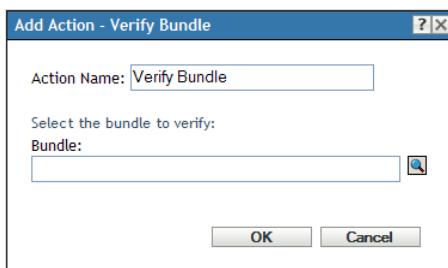 Add Action - Verify Bundle ? X
Action Name: Verify Bundle
Select the bundle to verify:
Bundle:
OK Cancel